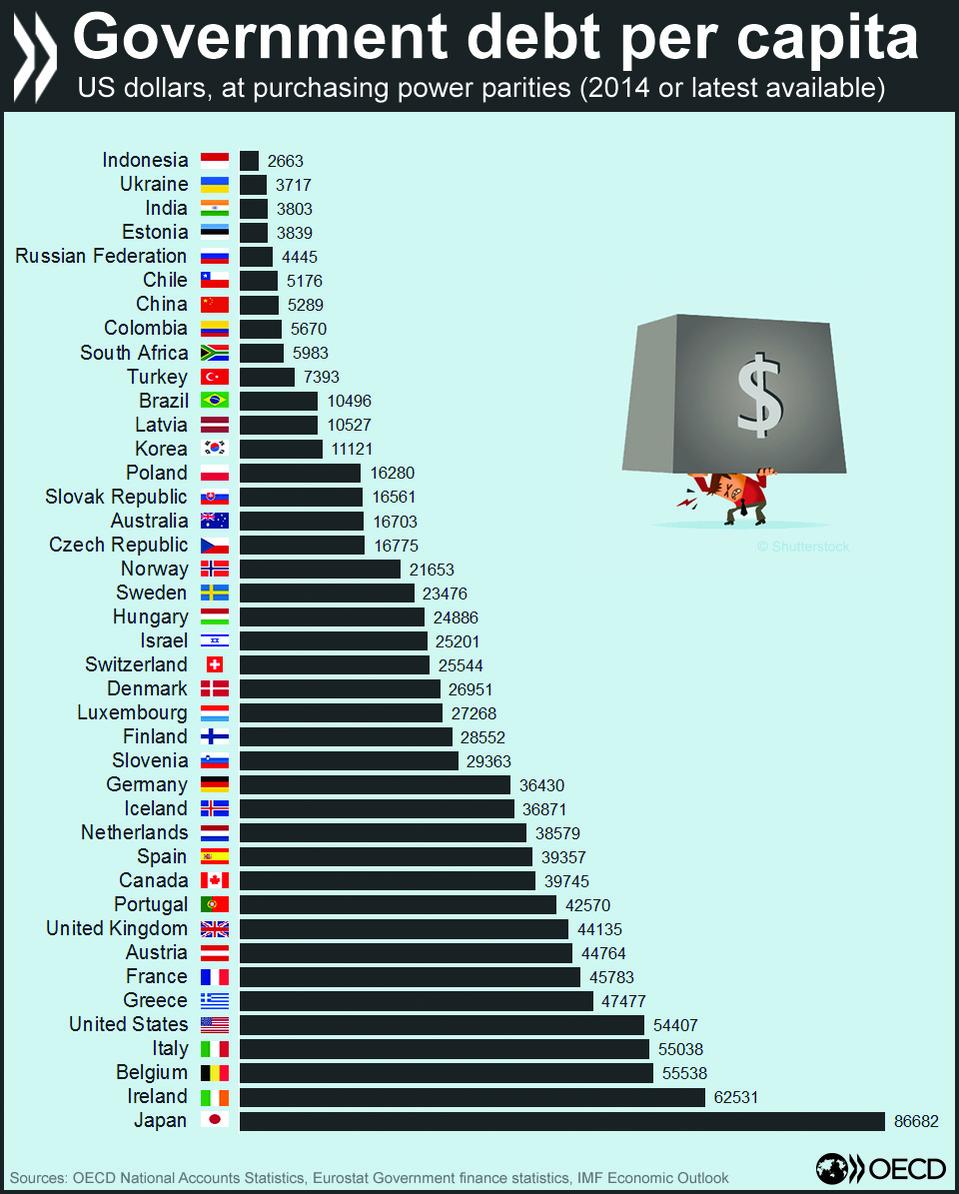 Government debt per capita
US dollars, at purchasing power parities (2014 or latest available)
Indonesia 2663
Ukraine 3717
India 3803
Estonia 3839
Russian Federation 4445
Chile 5176
China 5289
Colombia 5670
South Africa 5983
Turkey 7393
Brazil 10496
Latvia 10527
Korea 11121
Poland 16280
Slovak Republic 16561
Australia 16703
Czech Republic 16775
Norway 21653
Sweden 23476
Hungary 24886
Israel 25201
Switzerland 25544
Denmark 26951
Luxembourg 27268
Finland 28552
Slovenia 29363
Germany 36430
Iceland 36871
Netherlands 38579
Spain 39357
Canada 39745
Portugal 42570
United Kingdom 44135
Austria 44764
France 45783
Greece 47477
United States 54407
Italy 55038
Belgium 55538
Ireland 62531
Japan 86682
$
© Shutterstock
Sources: OECD National Accounts Statistics, Eurostat Government finance statistics, IMF Economic Outlook
OECD